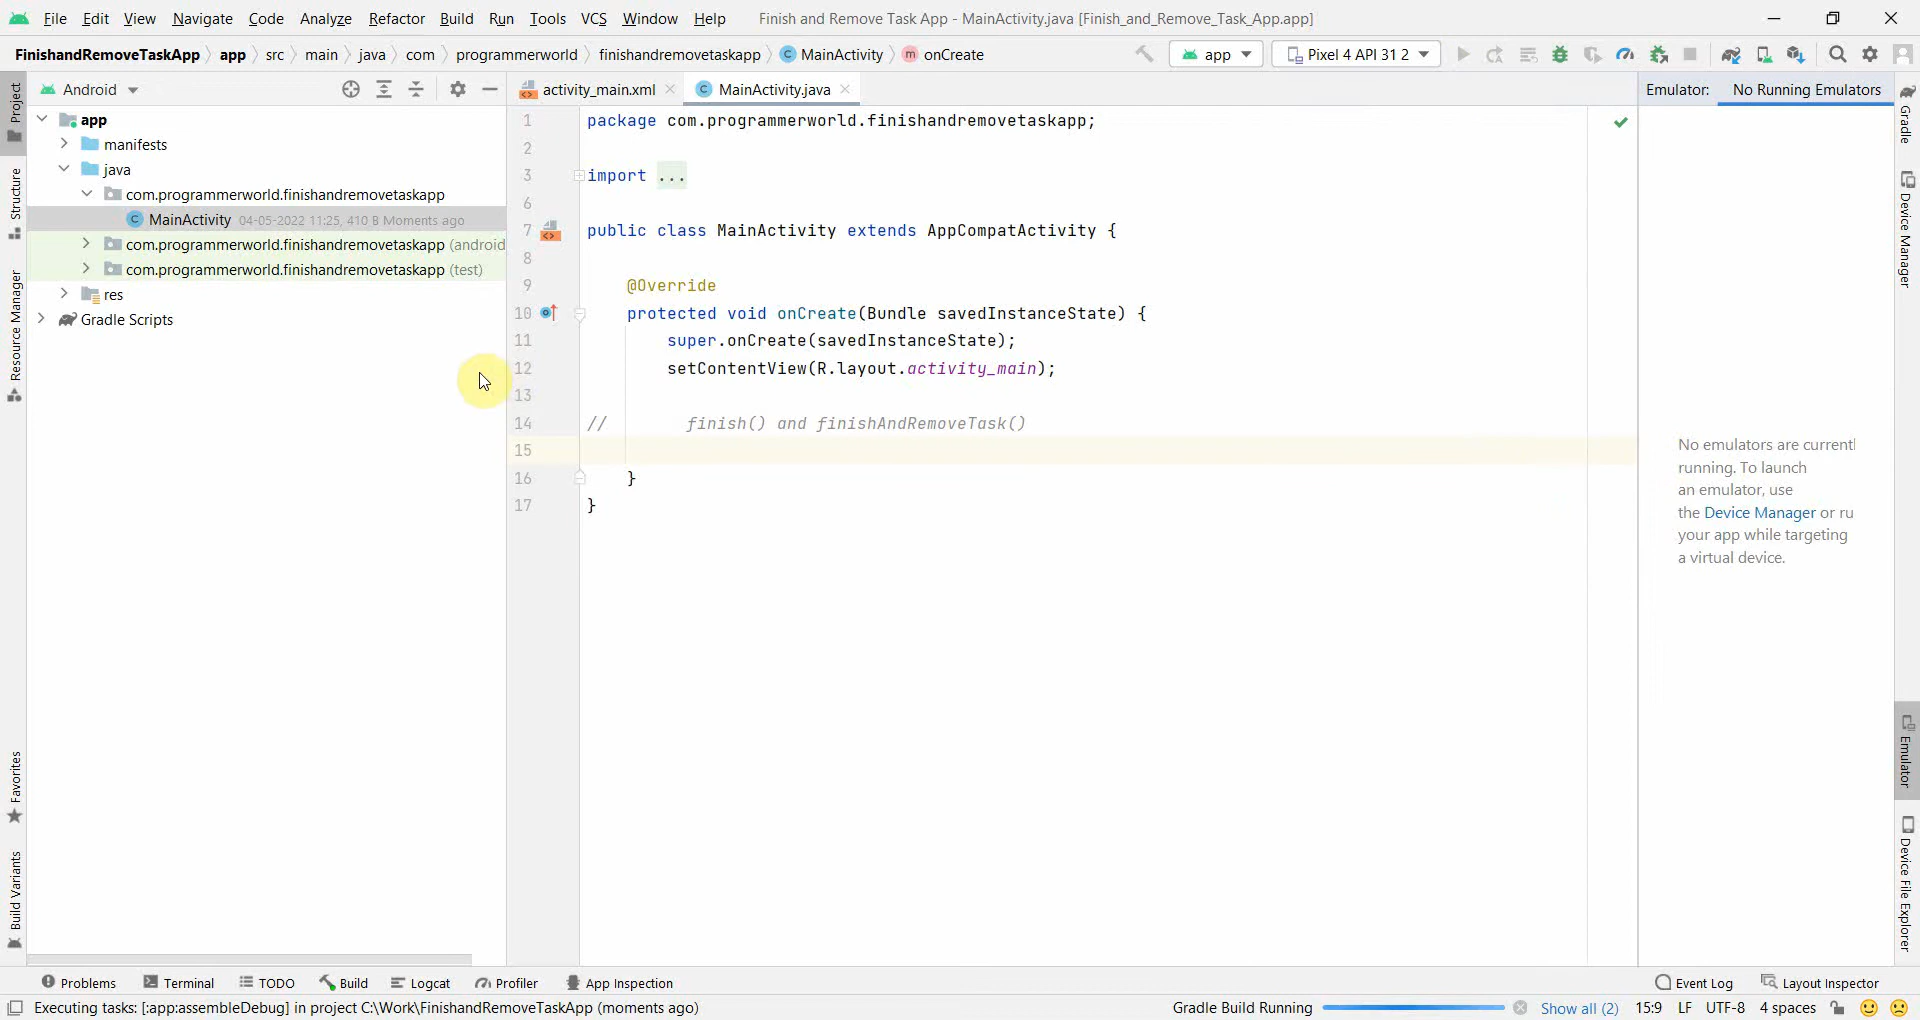 File Edit View Navigate Code Analyze Refactor Build Run Tools VCS Window Help Finish and Remove Task App - MainActivity.java [Finish_and_Remove_Task_App.app]
FinishandRemoveTaskApp app src main java com programmerworld finishandremovetaskapp C MainActivity m onCreate app Pixel 4 API 31 2
Project
Structure
Resource Manager
Favorites
Build Variants
Android
app
manifests
java
com.programmerworld.finishandremovetaskapp
C MainActivity 04-05-2022 11:25, 410 B Moments ago
com.programmerworld.finishandremovetaskapp (android
com.programmerworld.finishandremovetaskapp (test)
res
Gradle Scripts
activity_main.xml C MainActivity.java
1 package com.programmerworld.finishandremovetaskapp;
2
3 import ...
6
7 public class MainActivity extends AppCompatActivity {
8
9 @Override
10 protected void onCreate(Bundle savedInstanceState) {
11 super.onCreate(savedInstanceState);
12 setContentView(R.layout.activity_main);
13
14 // finish() and finishAndRemoveTask()
15
16 }
17 }
Emulator: No Running Emulators
No emulators are currentl
running. To launch
an emulator, use
the Device Manager or ru
your app while targeting
a virtual device.
Gradle
Device Manager
Emulator
Device File Explorer
Problems Terminal TODO Build Logcat Profiler App Inspection Event Log Layout Inspector
Executing tasks: [:app:assembleDebug] in project C:\Work\FinishandRemoveTaskApp (moments ago) Gradle Build Running Show all (2) 15:9 LF UTF-8 4 spaces